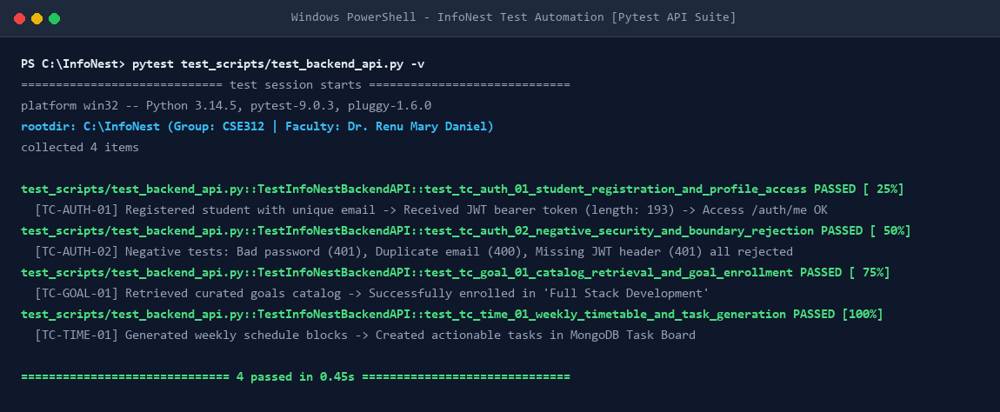 Windows PowerShell - InfoNest Test Automation [Pytest API Suite]
PS C:\InfoNest> pytest test_scripts/test_backend_api.py -v
============================= test session starts =============================
platform win32 -- Python 3.14.5, pytest-9.0.3, pluggy-1.6.0
rootdir: C:\InfoNest (Group: CSE312 | Faculty: Dr. Renu Mary Daniel)
collected 4 items
test_scripts/test_backend_api.py::TestInfoNestBackendAPI::test_tc_auth_01_student_registration_and_profile_access PASSED [ 25%]
[TC-AUTH-01] Registered student with unique email -> Received JWT bearer token (length: 193) -> Access /auth/me OK
test_scripts/test_backend_api.py::TestInfoNestBackendAPI::test_tc_auth_02_negative_security_and_boundary_rejection PASSED [ 50%]
[TC-AUTH-02] Negative tests: Bad password (401), Duplicate email (400), Missing JWT header (401) all rejected
test_scripts/test_backend_api.py::TestInfoNestBackendAPI::test_tc_goal_01_catalog_retrieval_and_goal_enrollment PASSED [ 75%]
[TC-GOAL-01] Retrieved curated goals catalog -> Successfully enrolled in 'Full Stack Development'
test_scripts/test_backend_api.py::TestInfoNestBackendAPI::test_tc_time_01_weekly_timetable_and_task_generation PASSED [100%]
[TC-TIME-01] Generated weekly schedule blocks -> Created actionable tasks in MongoDB Task Board
============================== 4 passed in 0.45s ==============================